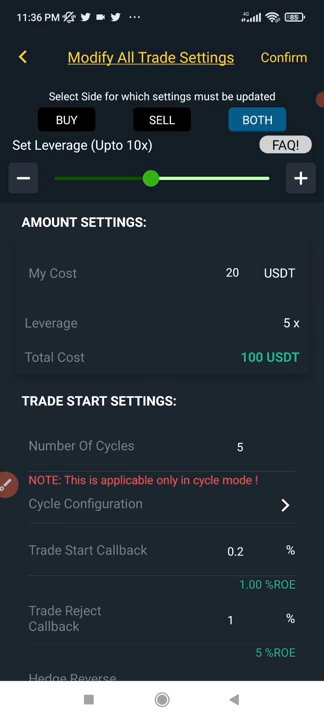 11:36 PM ... 4G 85
Modify All Trade Settings Confirm
Select Side for which settings must be updated
BUY SELL BOTH
Set Leverage (Upto 10x) FAQ!
AMOUNT SETTINGS:
My Cost 20 USDT
Leverage 5 x
Total Cost 100 USDT
TRADE START SETTINGS:
Number Of Cycles 5
NOTE: This is applicable only in cycle mode !
Cycle Configuration
Trade Start Callback 0.2 %
1.00 %ROE
Trade Reject
Callback 1 %
5 %ROE
Hedge Reverse